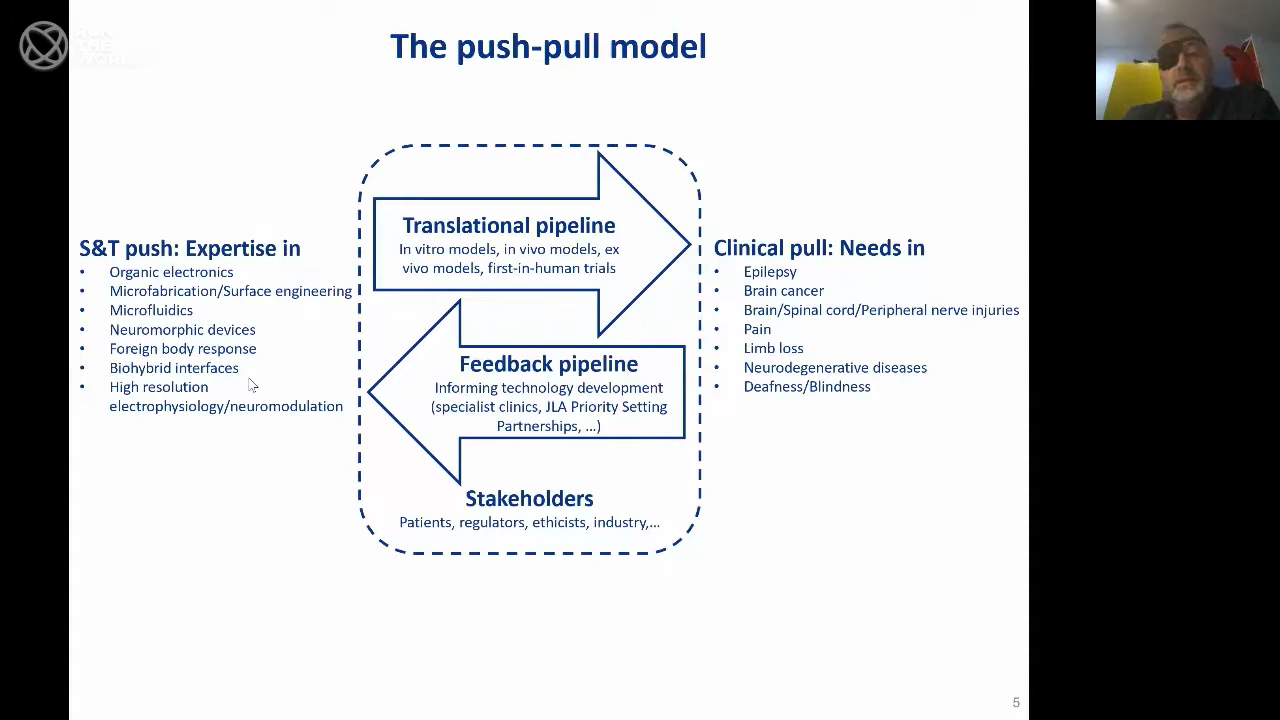 The push-pull model
S&T push: Expertise in
• Organic electronics
• Microfabrication/Surface engineering
• Microfluidics
• Neuromorphic devices
• Foreign body response
• Biohybrid interfaces
• High resolution
electrophysiology/neuromodulation
Translational pipeline
In vitro models, in vivo models, ex
vivo models, first-in-human trials
Feedback pipeline
Informing technology development
(specialist clinics, JLA Priority Setting
Partnerships, ...)
Stakeholders
Patients, regulators, ethicists, industry,...
Clinical pull: Needs in
• Epilepsy
• Brain cancer
• Brain/Spinal cord/Peripheral nerve injuries
• Pain
• Limb loss
• Neurodegenerative diseases
• Deafness/Blindness
5